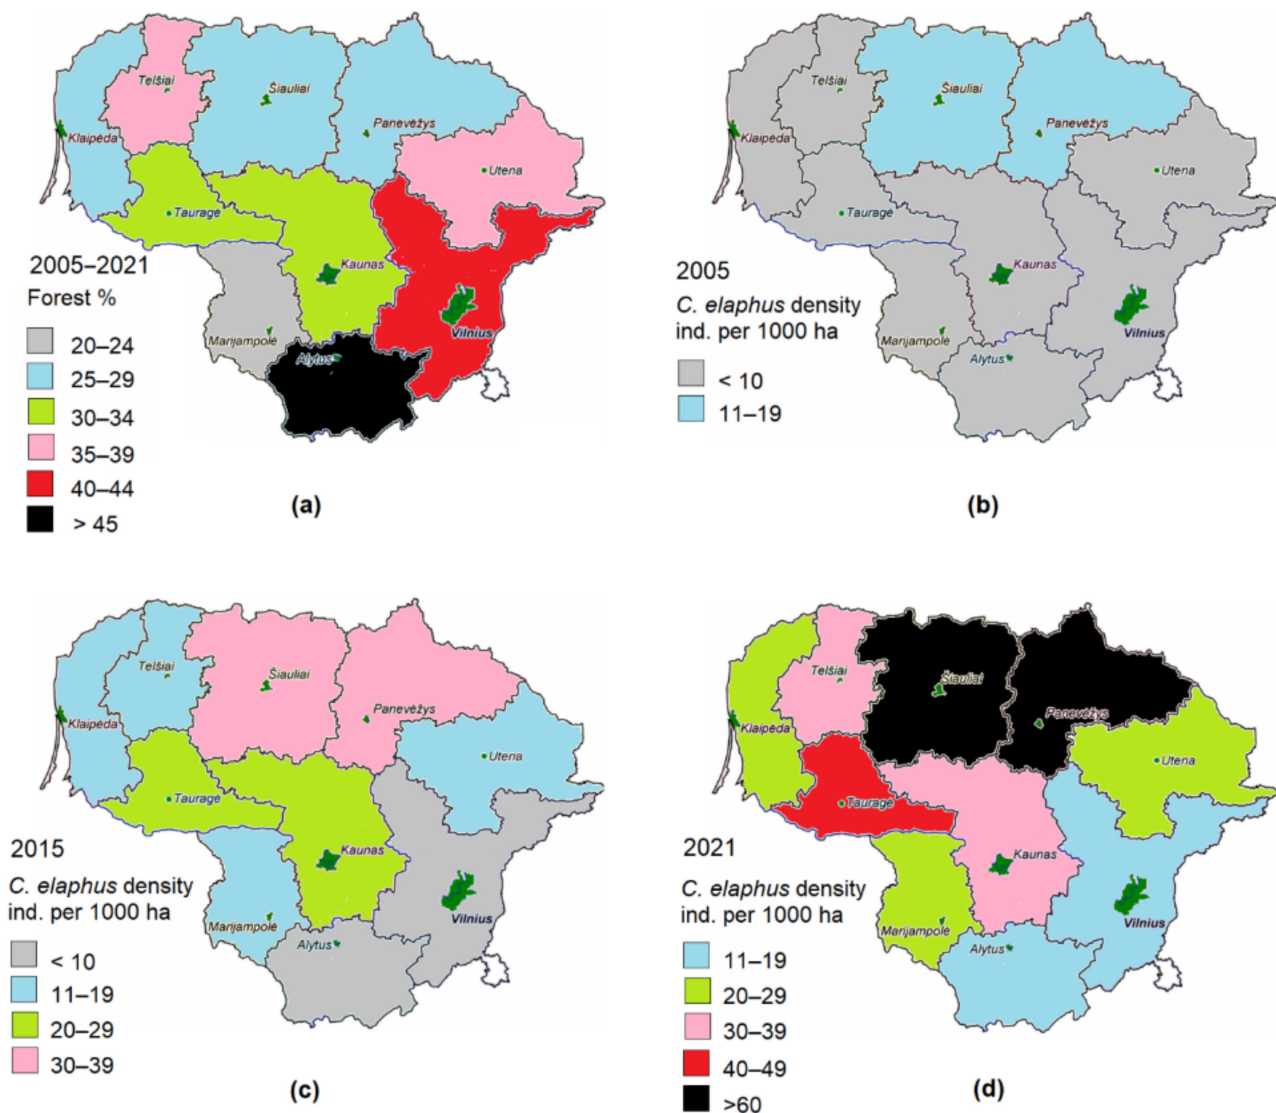 Telšiai
Šiauliai
Klaipėda
Panevėžys
Utena
Tauragė
Kaunas
Vilnius
Marijampolė
Alytus
2005–2021
Forest %
20–24
25–29
30–34
35–39
40–44
> 45
(a)
Telšiai
Šiauliai
Klaipėda
Panevėžys
Utena
Tauragė
Kaunas
Vilnius
Marijampolė
Alytus
2005
C. elaphus density
ind. per 1000 ha
< 10
11–19
(b)
Telšiai
Šiauliai
Klaipėda
Panevėžys
Utena
Tauragė
Kaunas
Vilnius
Marijampolė
Alytus
2015
C. elaphus density
ind. per 1000 ha
< 10
11–19
20–29
30–39
(c)
Telšiai
Šiauliai
Klaipėda
Panevėžys
Utena
Tauragė
Kaunas
Vilnius
Marijampolė
Alytus
2021
C. elaphus density
ind. per 1000 ha
11–19
20–29
30–39
40–49
>60
(d)